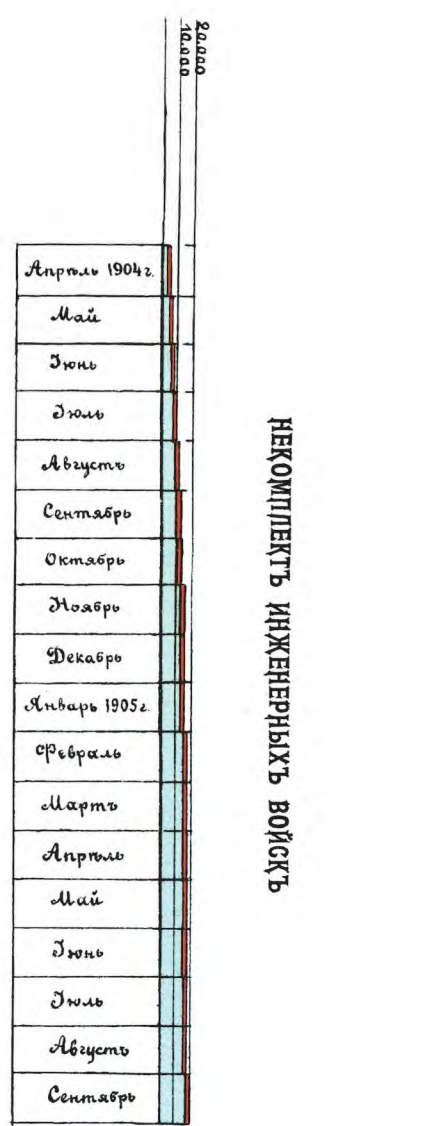 20.000
10.000
НЕКОМПЛЕКТЪ ИНЖЕНЕРНЫХЪ ВОЙСКЪ
Апрѣль 1904 г.
Май
Іюнь
Іюль
Августъ
Сентябрь
Октябрь
Ноябрь
Декабрь
Январь 1905 г.
Февраль
Мартъ
Апрѣль
Май
Іюнь
Іюль
Августъ
Сентябрь